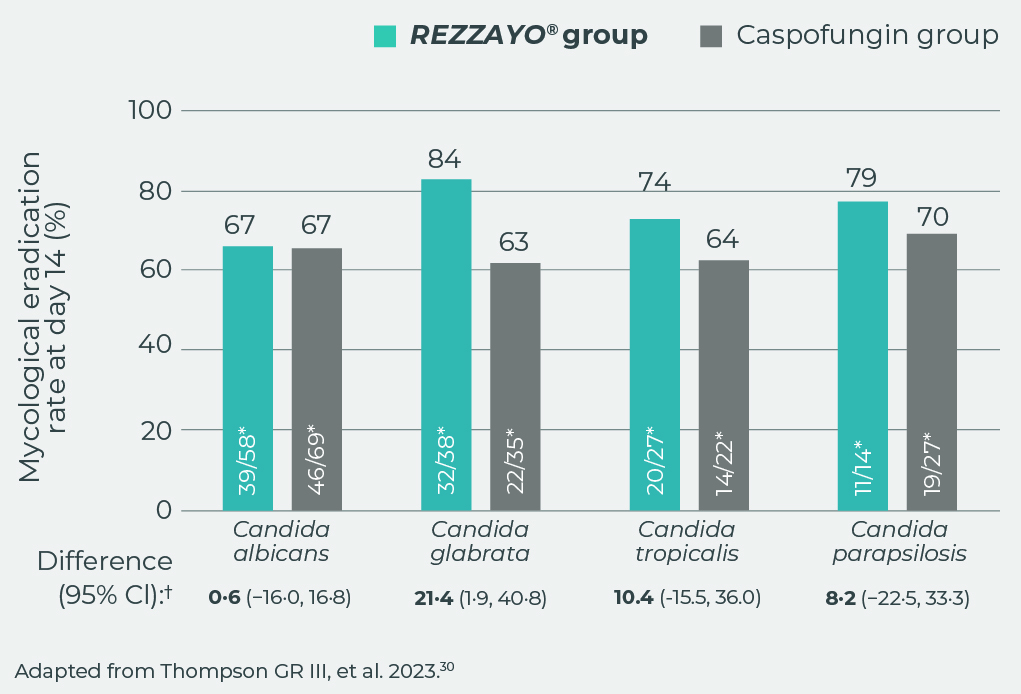 REZZAYO® group
Caspofungin group
Mycological eradication
rate at day 14 (%)
100
80
60
40
20
0
67
67
84
63
74
64
79
70
39/58*
46/69*
32/38*
22/35*
20/27*
14/22*
11/14*
19/27*
Candida
albicans
Candida
glabrata
Candida
tropicalis
Candida
parapsilosis
Difference
(95% Cl):†
0·6 (−16·0, 16·8)
21·4 (1·9, 40·8)
10.4 (-15.5, 36.0)
8·2 (−22·5, 33·3)
Adapted from Thompson GR III, et al. 2023.³⁰